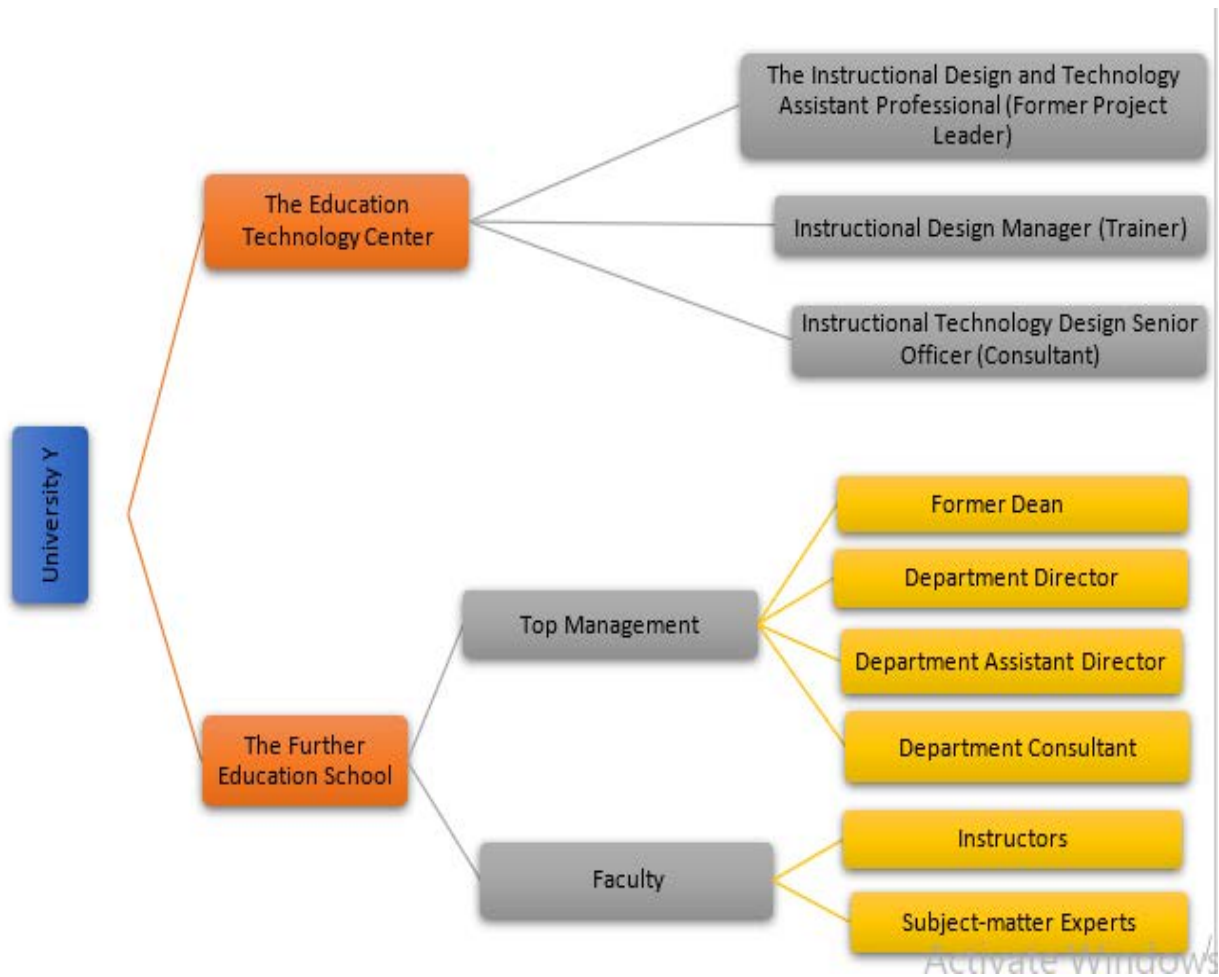 The Instructional Design and Technology
Assistant Professional (Former Project
Leader)
The Education
Technology Center
Instructional Design Manager (Trainer)
Instructional Technology Design Senior
Officer (Consultant)
University Y
Former Dean
Department Director
Top Management
Department Assistant Director
The Further
Education School
Department Consultant
Instructors
Faculty
Subject-matter Experts
Activate Windows